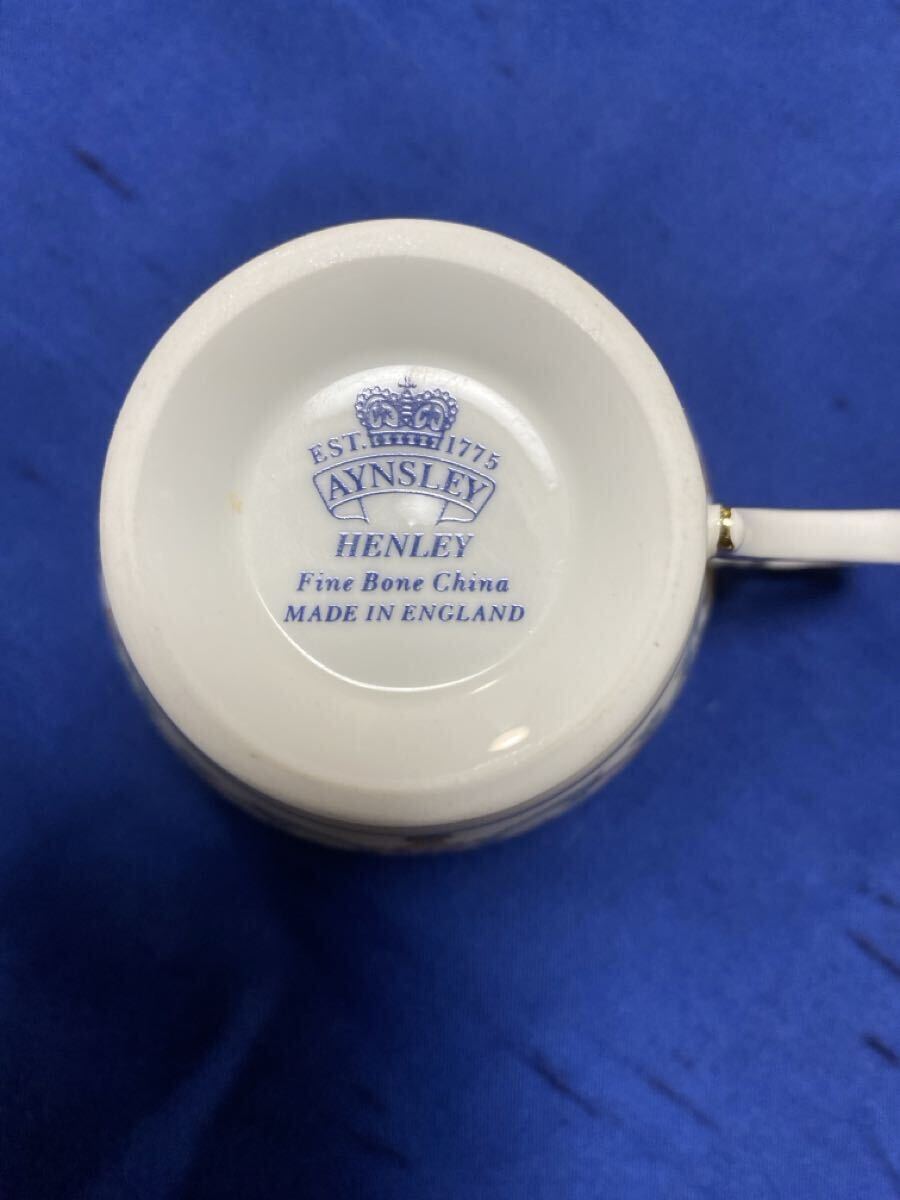 EST. 1775
AYNSLEY
HENLEY
Fine Bone China
MADE IN ENGLAND